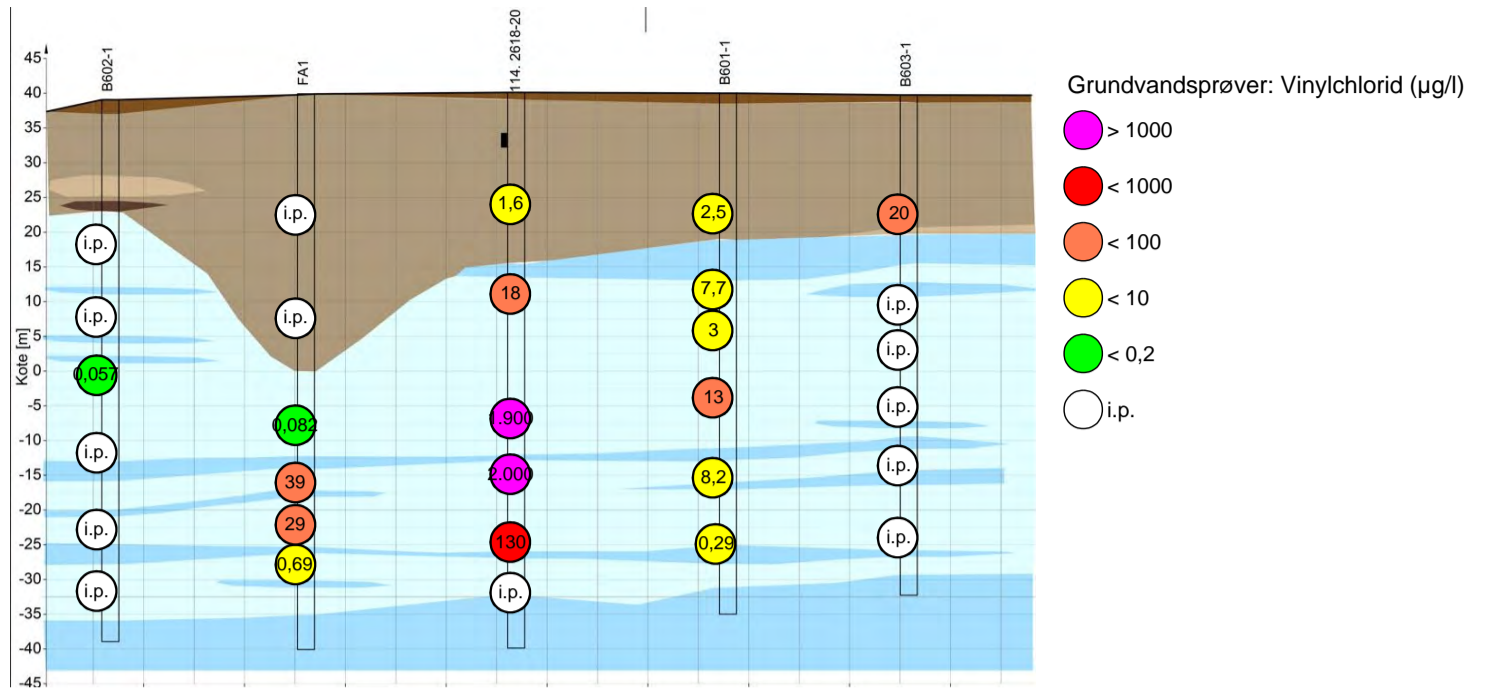 B602-1
FA1
114. 2618-20
B601-1
B603-1
Kote [m]
45
40
35
30
25
20
15
10
5
0
-5
-10
-15
-20
-25
-30
-35
-40
-45
i.p.
i.p.
0,057
i.p.
i.p.
i.p.
i.p.
i.p.
0,082
39
29
0,69
1,6
18
1.900
2.000
130
i.p.
2,5
7,7
3
13
8,2
0,29
20
i.p.
i.p.
i.p.
i.p.
i.p.
Grundvandsprøver: Vinylchlorid (µg/l)
> 1000
< 1000
< 100
< 10
< 0,2
i.p.